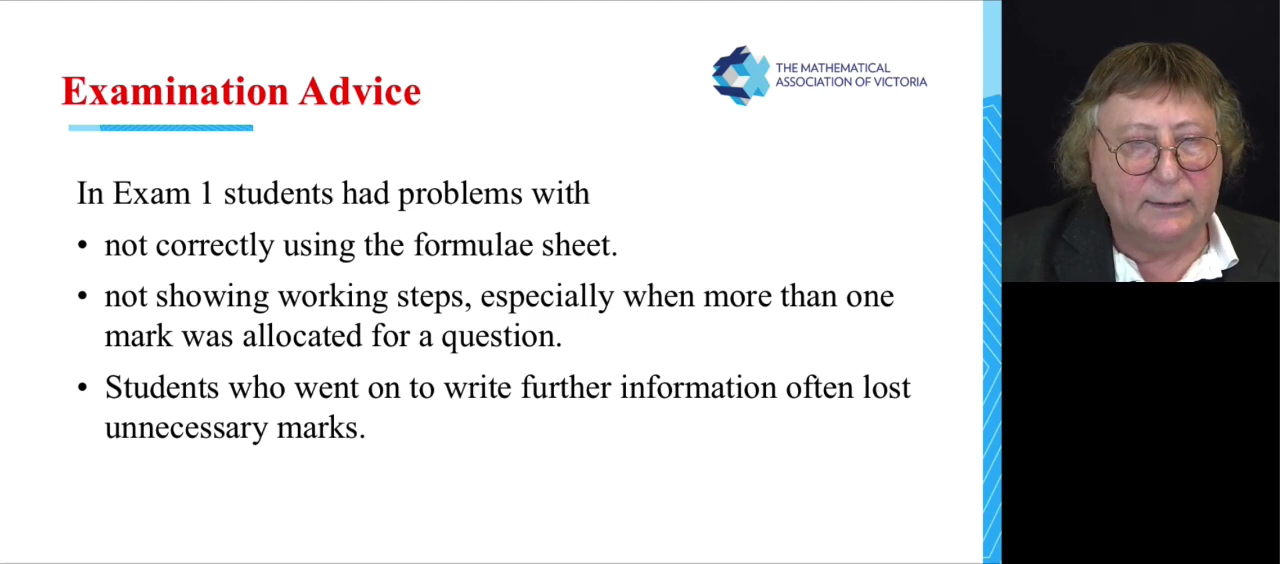 Examination Advice
THE MATHEMATICAL
ASSOCIATION OF VICTORIA
In Exam 1 students had problems with
• not correctly using the formulae sheet.
• not showing working steps, especially when more than one
mark was allocated for a question.
• Students who went on to write further information often lost
unnecessary marks.